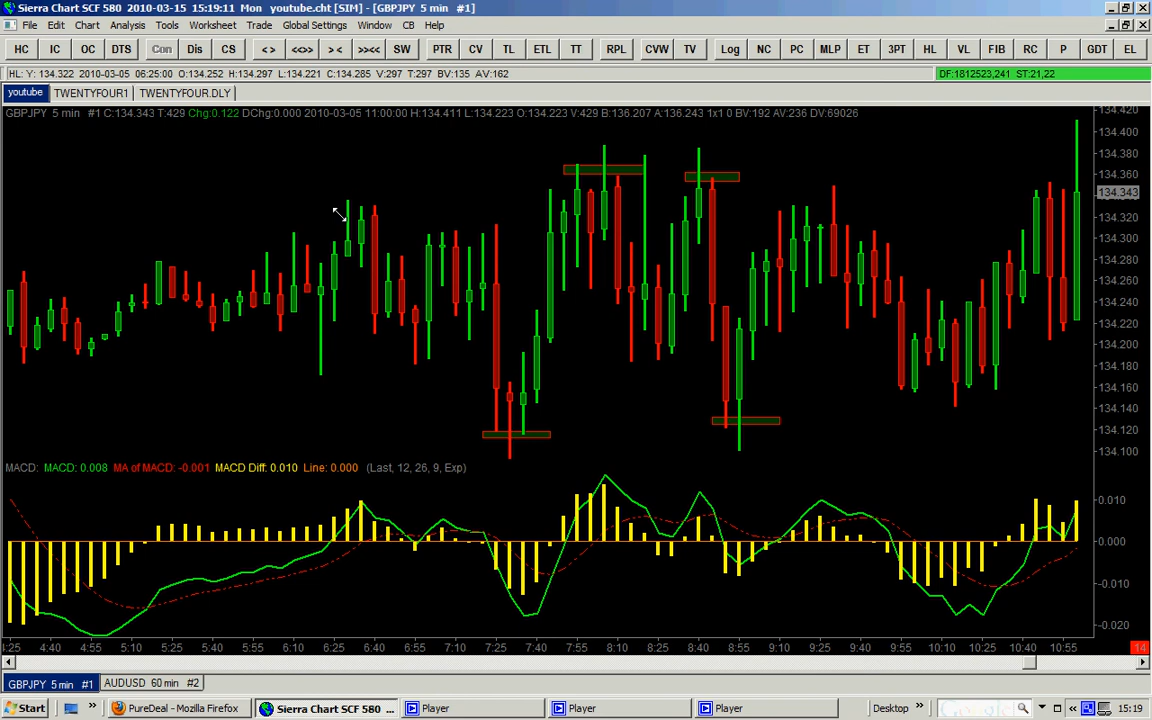 Sierra Chart SCF 580 2010-03-15 15:19:11 Mon youtube.cht [SIM] - [GBPJPY 5 min #1]
File Edit Chart Analysis Tools Worksheet Trade Global Settings Window CB Help
HC IC OC DTS Con Dis CS < > <<>> > < >><< SW PTR CV TL ETL TT RPL CVW TV Log NC PC MLP ET 3PT HL VL FIB RC P GDT EL
HL: Y: 134.322 2010-03-05 06:25:00 O:134.252 H:134.297 L:134.221 C:134.285 V:297 T:297 BV:135 AV:162 DF:1812523,241 ST:21,22
youtube TWENTYFOUR1 TWENTYFOUR.DLY
GBPJPY 5 min #1 C:134.343 T:429 Chg:0.122 DChg:0.000 2010-03-05 11:00:00 H:134.411 L:134.223 O:134.223 V:429 B:136.207 A:136.243 1x1 0 BV:192 AV:236 DV:69026
134.420
134.400
134.380
134.360
134.343
134.320
134.300
134.280
134.260
134.240
134.220
134.200
134.180
134.160
134.140
134.120
134.100
MACD: MACD: 0.008 MA of MACD: -0.001 MACD Diff: 0.010 Line: 0.000 (Last, 12, 26, 9, Exp)
0.010
0.000
-0.010
-0.020
:25 4:40 4:55 5:10 5:25 5:40 5:55 6:10 6:25 6:40 6:55 7:10 7:25 7:40 7:55 8:10 8:25 8:40 8:55 9:10 9:25 9:40 9:55 10:10 10:25 10:40 10:55 14
GBPJPY 5 min #1 AUDUSD 60 min #2
Start PureDeal - Mozilla Firefox Sierra Chart SCF 580 ... Player Player Player Desktop Google 15:19